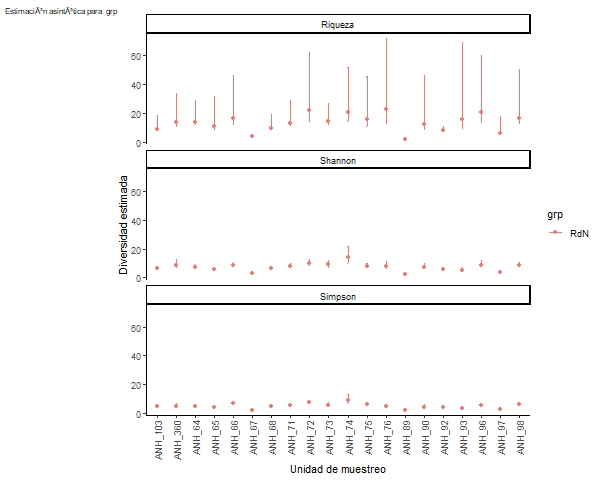 EstimaciÃ³n asintÃ³tica para grp
Riqueza
60
40
20
0
Shannon
60
40
20
0
Simpson
60
40
20
0
Diversidad estimada
ANH_103
ANH_360
ANH_64
ANH_65
ANH_66
ANH_67
ANH_68
ANH_71
ANH_72
ANH_73
ANH_74
ANH_75
ANH_76
ANH_89
ANH_90
ANH_92
ANH_93
ANH_96
ANH_97
ANH_98
Unidad de muestreo
grp
RdN